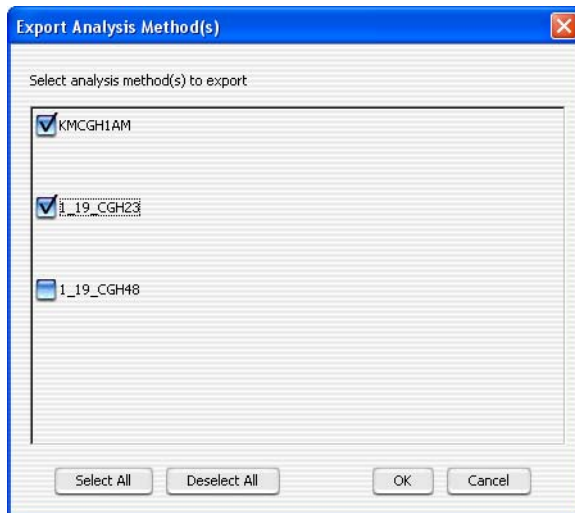 Export Analysis Method(s)
Select analysis method(s) to export
KMCGH1AM
1_19_CGH23
1_19_CGH48
Select All Deselect All OK Cancel